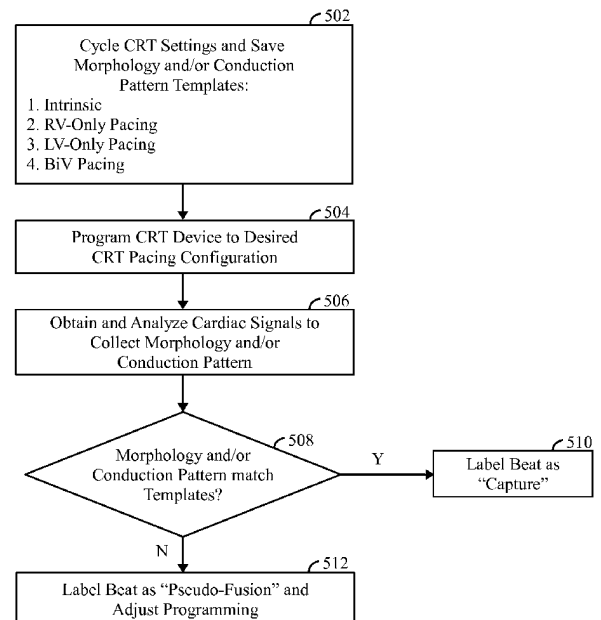 502
Cycle CRT Settings and Save
Morphology and/or Conduction
Pattern Templates:
1. Intrinsic
2. RV-Only Pacing
3. LV-Only Pacing
4. BiV Pacing
504
Program CRT Device to Desired
CRT Pacing Configuration
506
Obtain and Analyze Cardiac Signals to
Collect Morphology and/or
Conduction Pattern
508
Morphology and/or
Conduction Pattern match
Templates?
Y
510
Label Beat as
“Capture”
N
512
Label Beat as “Pseudo-Fusion” and
Adjust Programming